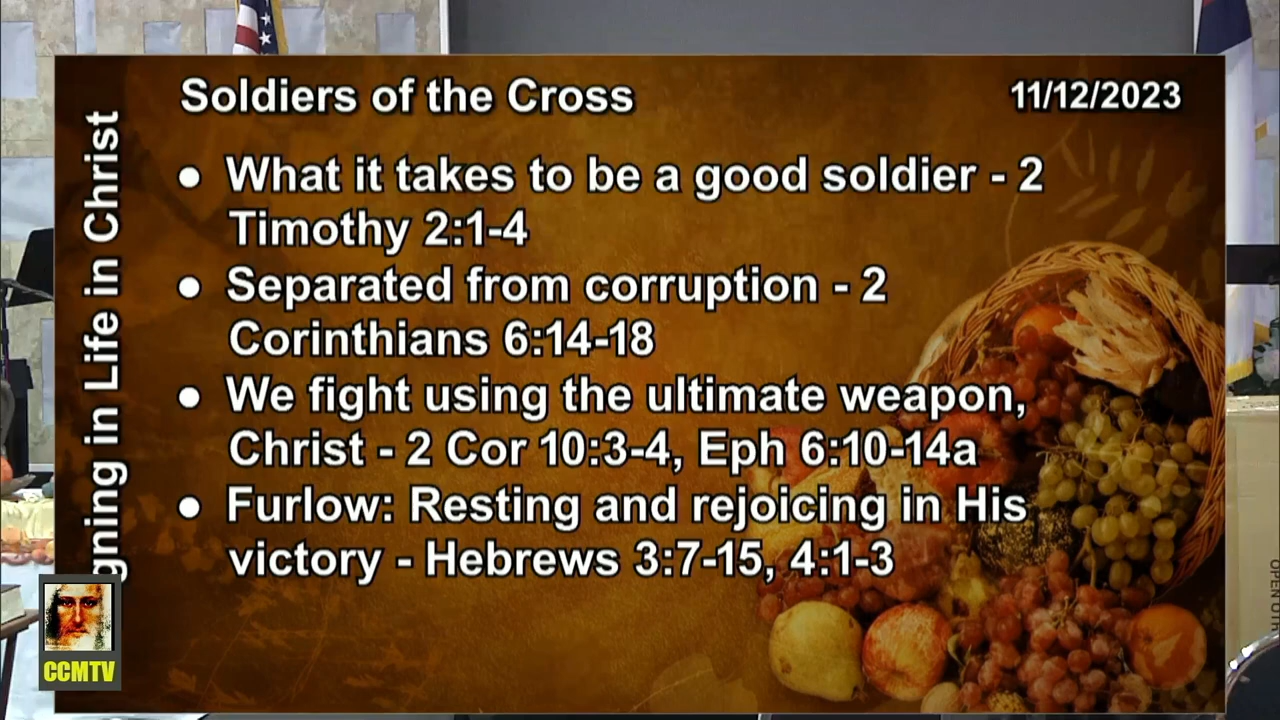 Soldiers of the Cross
11/12/2023
● What it takes to be a good soldier - 2
Timothy 2:1-4
● Separated from corruption - 2
Corinthians 6:14-18
● We fight using the ultimate weapon,
Christ - 2 Cor 10:3-4, Eph 6:10-14a
● Furlow: Resting and rejoicing in His
victory - Hebrews 3:7-15, 4:1-3
gning in Life in Christ
CCMTV